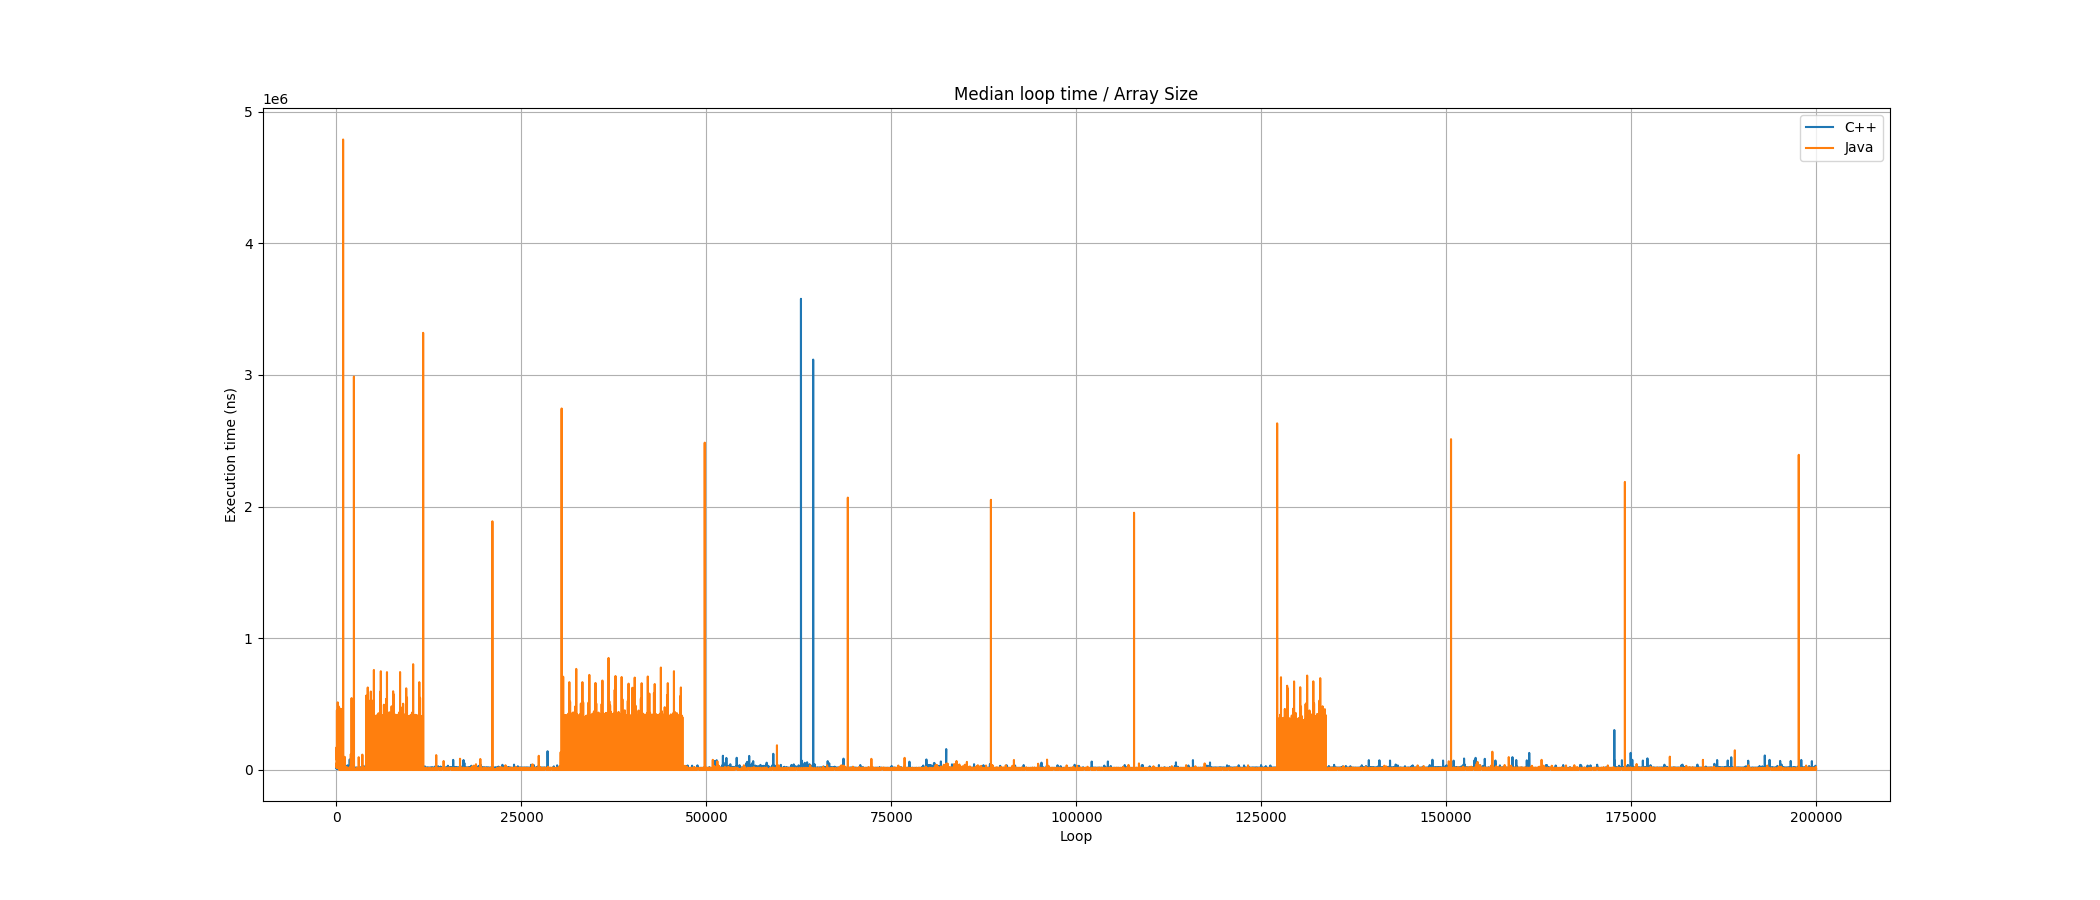 Median loop time / Array Size
1e6
5
4
3
2
1
0
Execution time (ns)
C++
Java
0
25000
50000
75000
100000
125000
150000
175000
200000
Loop